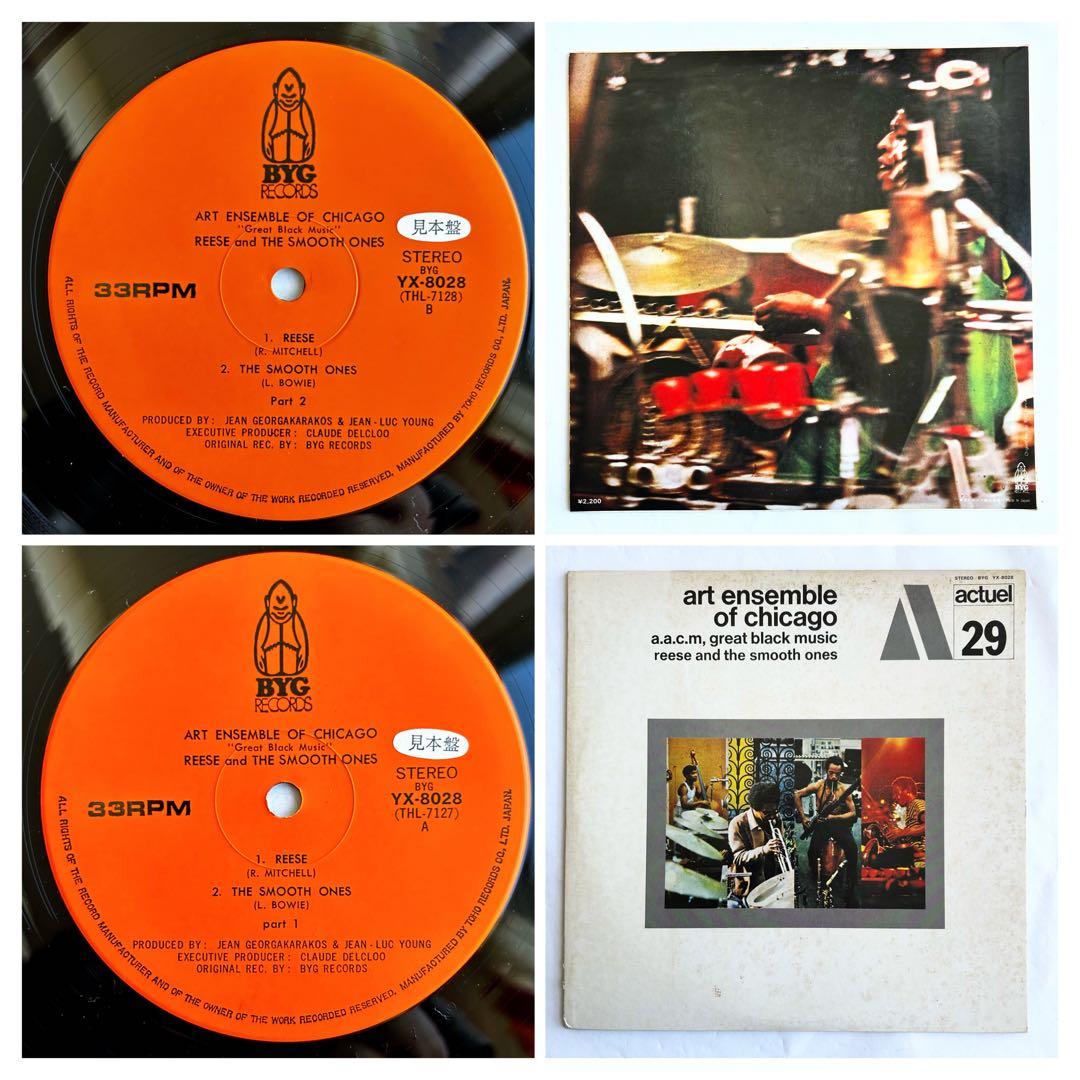 BYG
RECORDS
ART ENSEMBLE OF CHICAGO
"Great Black Music"
REESE and THE SMOOTH ONES
見本盤
STEREO
BYG
YX-8028
(THL-7128)
B
33RPM
1. REESE
(R. MITCHELL)
2. THE SMOOTH ONES
(L. BOWIE)
Part 2
PRODUCED BY: JEAN GEORGAKARAKOS & JEAN-LUC YOUNG
EXECUTIVE PRODUCER: CLAUDE DELCLOO
ORIGINAL REC. BY: BYG RECORDS
ALL RIGHTS OF THE RECORD MANUFACTURER AND OF THE OWNER OF THE WORK RECORDED RESERVED. MANUFACTURED BY TOHO RECORDS CO., LTD. JAPAN.
¥2,200
BYG
BYG
RECORDS
ART ENSEMBLE OF CHICAGO
"Great Black Music"
REESE and THE SMOOTH ONES
見本盤
STEREO
BYG
YX-8028
(THL-7127)
A
33RPM
1. REESE
(R. MITCHELL)
2. THE SMOOTH ONES
(L. BOWIE)
part 1
PRODUCED BY: JEAN GEORGAKARAKOS & JEAN-LUC YOUNG
EXECUTIVE PRODUCER: CLAUDE DELCLOO
ORIGINAL REC. BY: BYG RECORDS
ALL RIGHTS OF THE RECORD MANUFACTURER AND OF THE OWNER OF THE WORK RECORDED RESERVED. MANUFACTURED BY TOHO RECORDS CO., LTD. JAPAN.
STEREO BYG YX-8028
art ensemble
of chicago
a.a.c.m, great black music
reese and the smooth ones
actuel
29